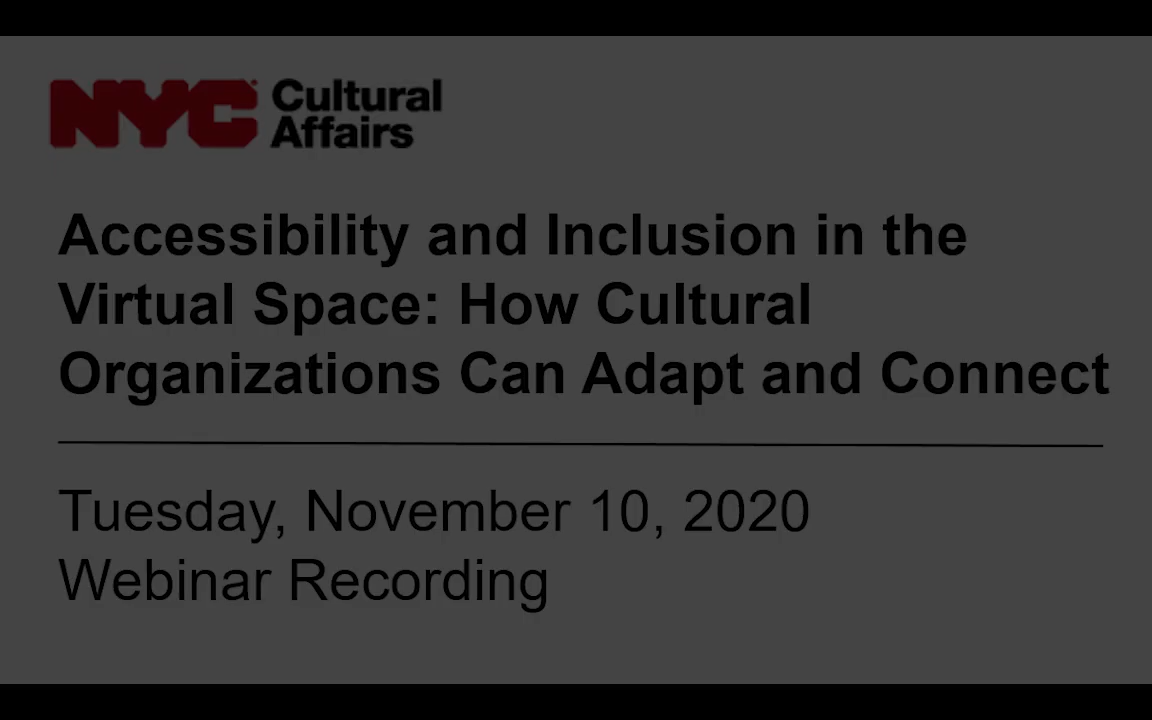 NYC Cultural
Affairs
Accessibility and Inclusion in the
Virtual Space: How Cultural
Organizations Can Adapt and Connect
Tuesday, November 10, 2020
Webinar Recording